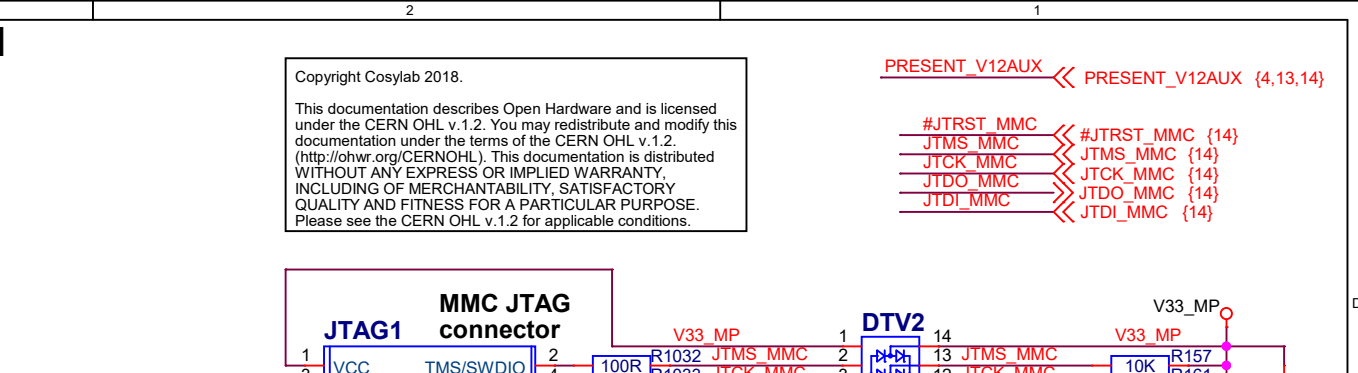 2
1
Copyright Cosylab 2018.
This documentation describes Open Hardware and is licensed
under the CERN OHL v.1.2. You may redistribute and modify this
documentation under the terms of the CERN OHL v.1.2.
(http://ohwr.org/CERNOHL). This documentation is distributed
WITHOUT ANY EXPRESS OR IMPLIED WARRANTY,
INCLUDING OF MERCHANTABILITY, SATISFACTORY
QUALITY AND FITNESS FOR A PARTICULAR PURPOSE.
Please see the CERN OHL v.1.2 for applicable conditions.
PRESENT_V12AUX PRESENT_V12AUX {4,13,14}
#JTRST_MMC #JTRST_MMC {14}
JTMS_MMC JTMS_MMC {14}
JTCK_MMC JTCK_MMC {14}
JTDO_MMC JTDO_MMC {14}
JTDI_MMC JTDI_MMC {14}
MMC JTAG
connector
JTAG1
DTV2
V33_MP
D
V33_MP 1 14 V33_MP
1 VCC TMS/SWDIO 2 100R R1032 JTMS_MMC 2 13 JTMS_MMC 10K R157